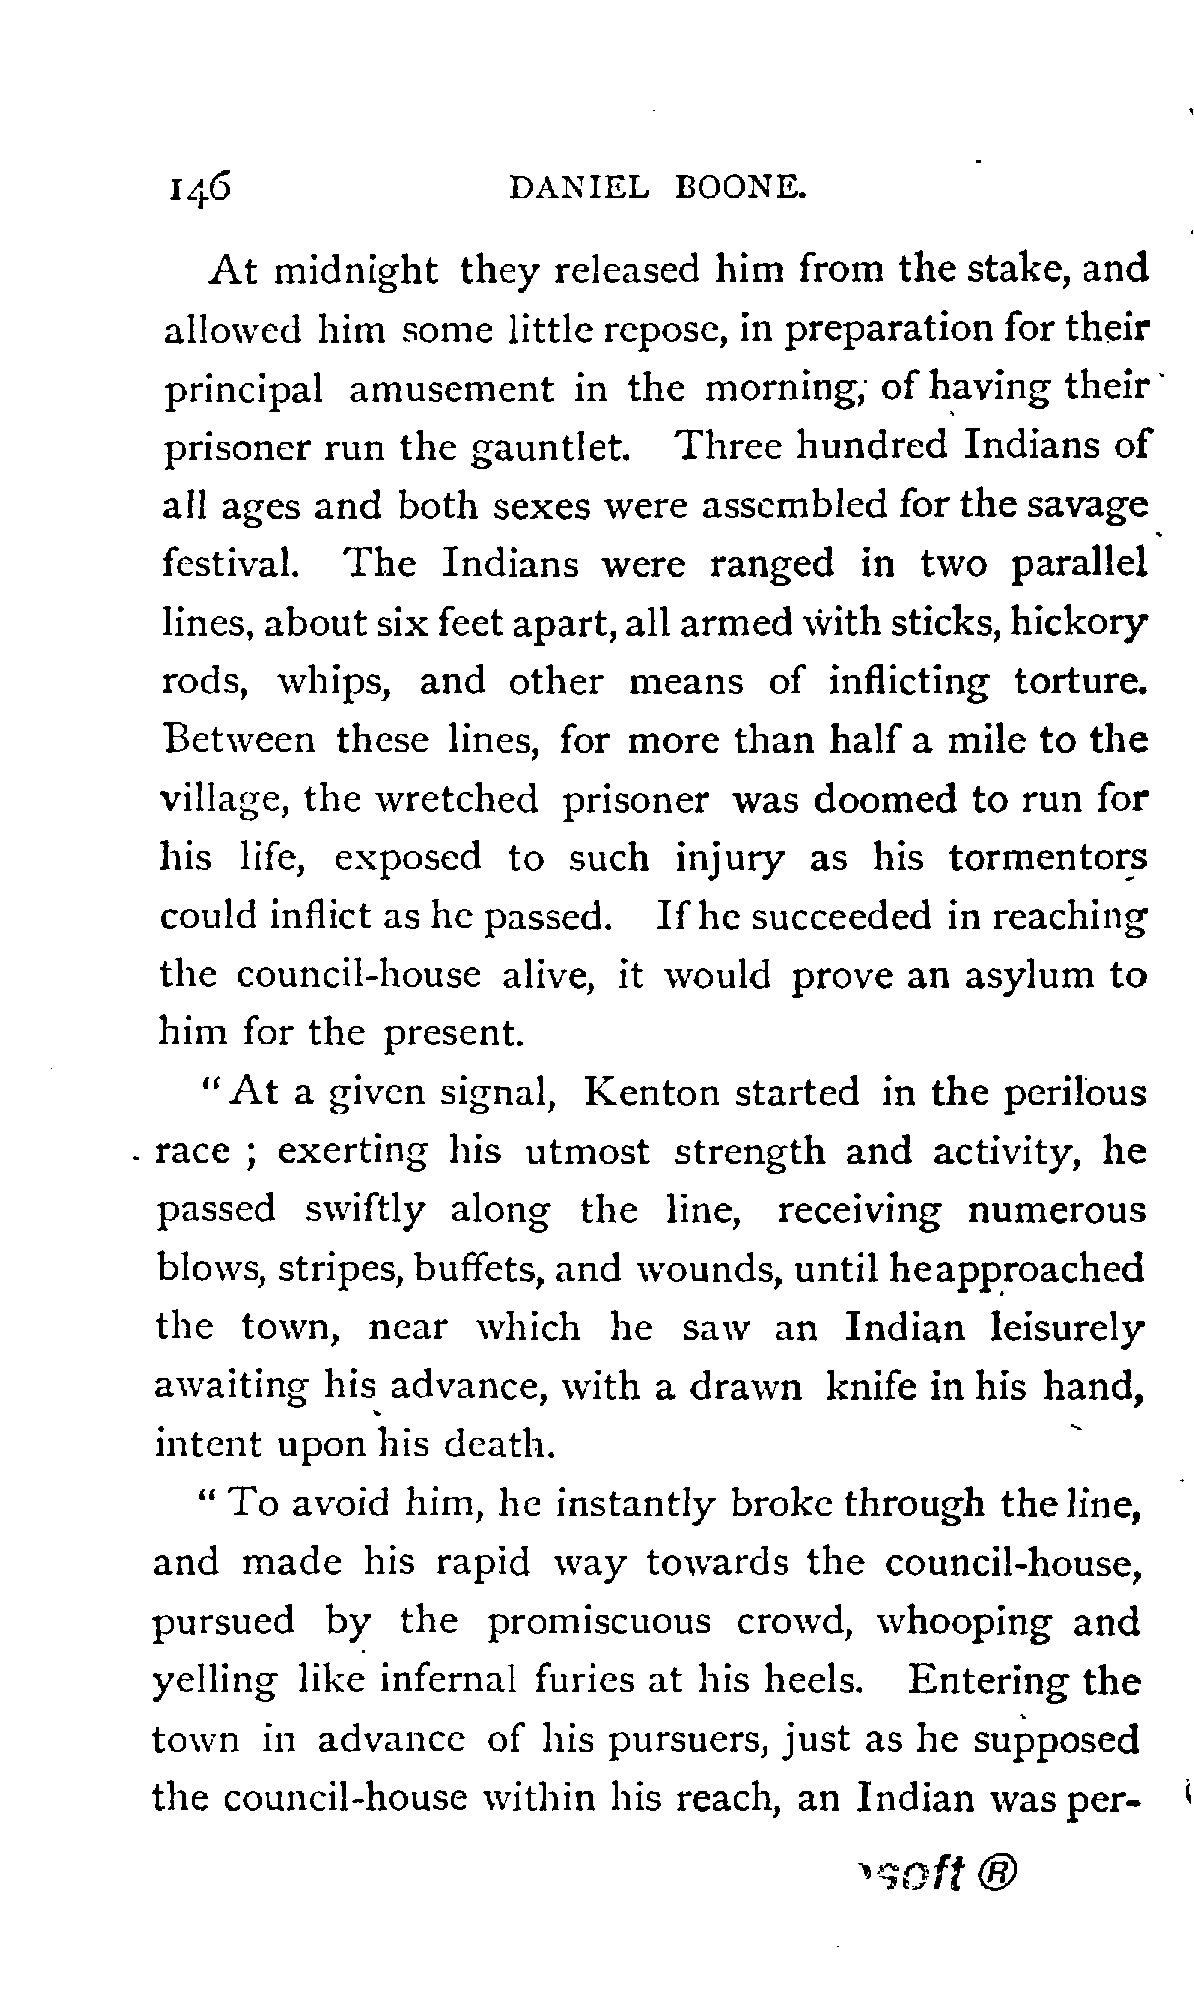 146 DANIEL BOONE.
At midnight they released him from the stake, and
allowed him some little repose, in preparation for their
principal amusement in the morning, of having their
prisoner run the gauntlet. Three hundred Indians of
all ages and both sexes were assembled for the savage
festival. The Indians were ranged in two parallel
lines, about six feet apart, all armed with sticks, hickory
rods, whips, and other means of inflicting torture.
Between these lines, for more than half a mile to the
village, the wretched prisoner was doomed to run for
his life, exposed to such injury as his tormentors
could inflict as he passed. If he succeeded in reaching
the council-house alive, it would prove an asylum to
him for the present.
" At a given signal, Kenton started in the perilous
race ; exerting his utmost strength and activity, he
passed swiftly along the line, receiving numerous
blows, stripes, buffets, and wounds, until heapproached
the town, near which he saw an Indian leisurely
awaiting his advance, with a drawn knife in his hand,
intent upon his death.
" To avoid him, he instantly broke through the line,
and made his rapid way towards the council-house,
pursued by the promiscuous crowd, whooping and
yelling like infernal furies at his heels. Entering the
town in advance of his pursuers, just as he supposed
the council-house within his reach, an Indian was per-
soft ®